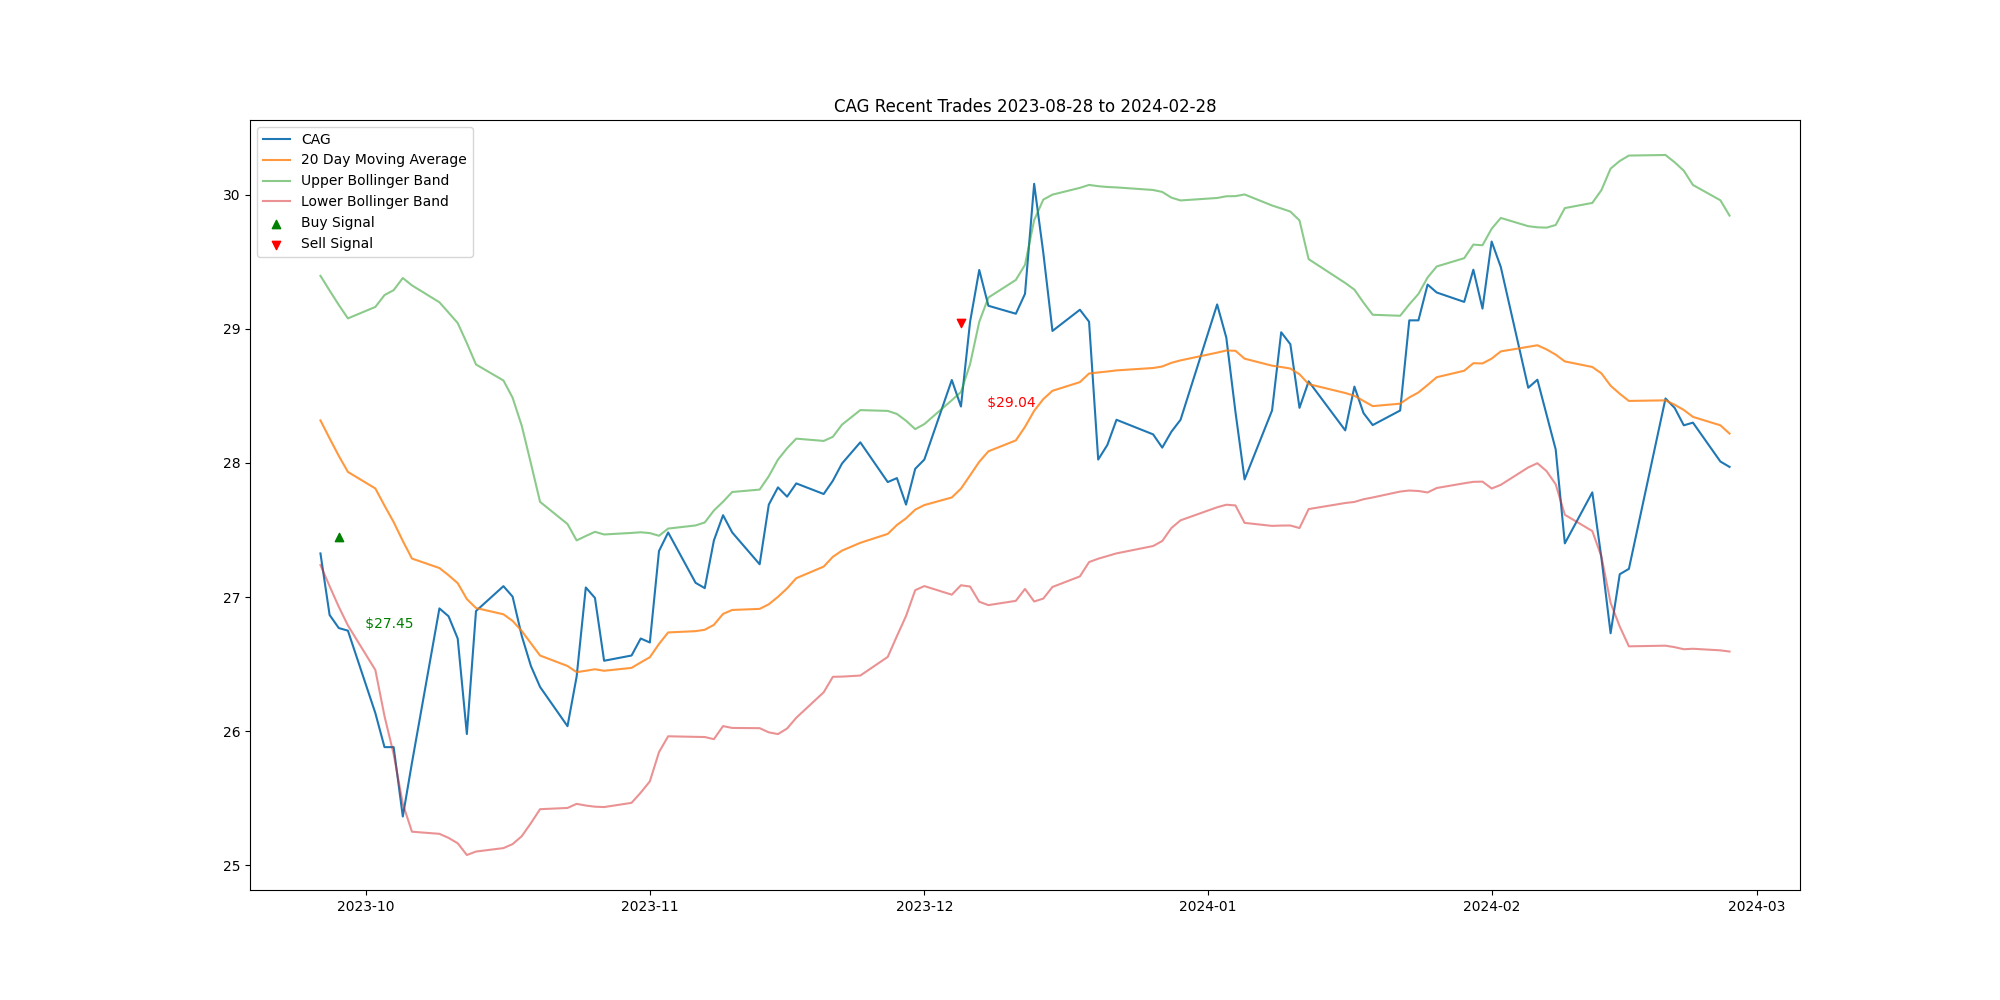 CAG Recent Trades 2023-08-28 to 2024-02-28
CAG
20 Day Moving Average
Upper Bollinger Band
Lower Bollinger Band
Buy Signal
Sell Signal
30
29
28
27
26
25
$29.04
$27.45
2023-10
2023-11
2023-12
2024-01
2024-02
2024-03